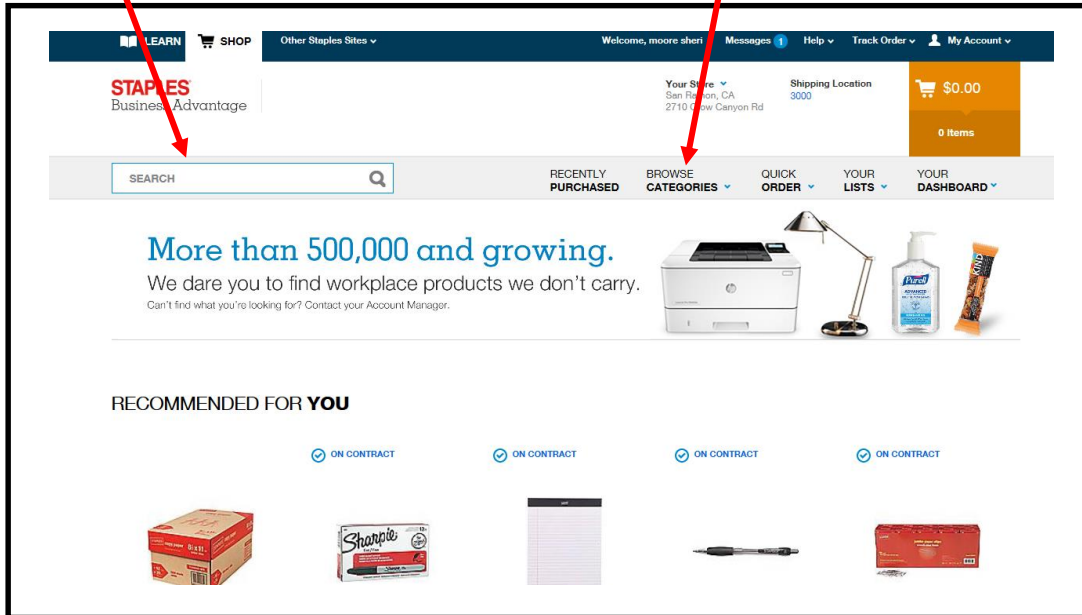 LEARN SHOP Other Staples Sites Welcome, moore sheri Messages 1 Help Track Order My Account
STAPLES
Business Advantage
Your Store
San Ramon, CA
2710 Crow Canyon Rd
Shipping Location
3000
$0.00
0 Items
SEARCH
RECENTLY PURCHASED
BROWSE CATEGORIES
QUICK ORDER
YOUR LISTS
YOUR DASHBOARD
More than 500,000 and growing.
We dare you to find workplace products we don't carry.
Can't find what you're looking for? Contact your Account Manager.
Purell
ADVANCED
KIND
RECOMMENDED FOR YOU
ON CONTRACT ON CONTRACT ON CONTRACT ON CONTRACT
Sharpie